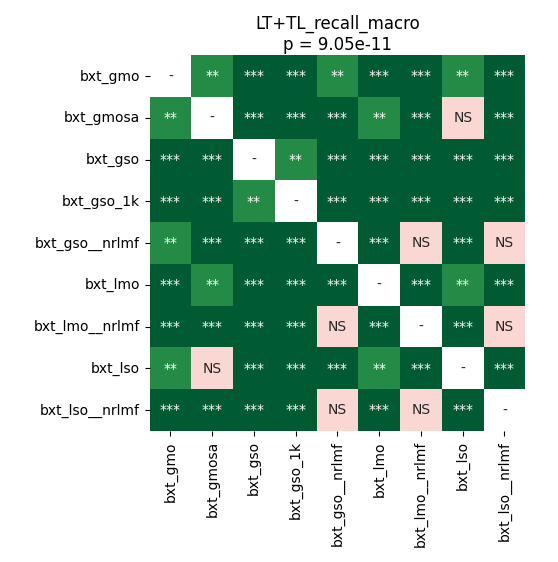 LT+TL_recall_macro
p = 9.05e-11
bxt_gmo - ** *** *** ** *** *** ** ***
bxt_gmosa ** - *** *** *** ** *** NS ***
bxt_gso *** *** - ** *** *** *** *** ***
bxt_gso_1k *** *** ** - *** *** *** *** ***
bxt_gso__nrlmf ** *** *** *** - *** NS *** NS
bxt_lmo *** ** *** *** *** - *** ** ***
bxt_lmo__nrlmf *** *** *** *** NS *** - *** NS
bxt_lso ** NS *** *** *** ** *** - ***
bxt_lso__nrlmf *** *** *** *** NS *** NS *** -
bxt_gmo
bxt_gmosa
bxt_gso
bxt_gso_1k
bxt_gso__nrlmf
bxt_lmo
bxt_lmo__nrlmf
bxt_lso
bxt_lso__nrlmf